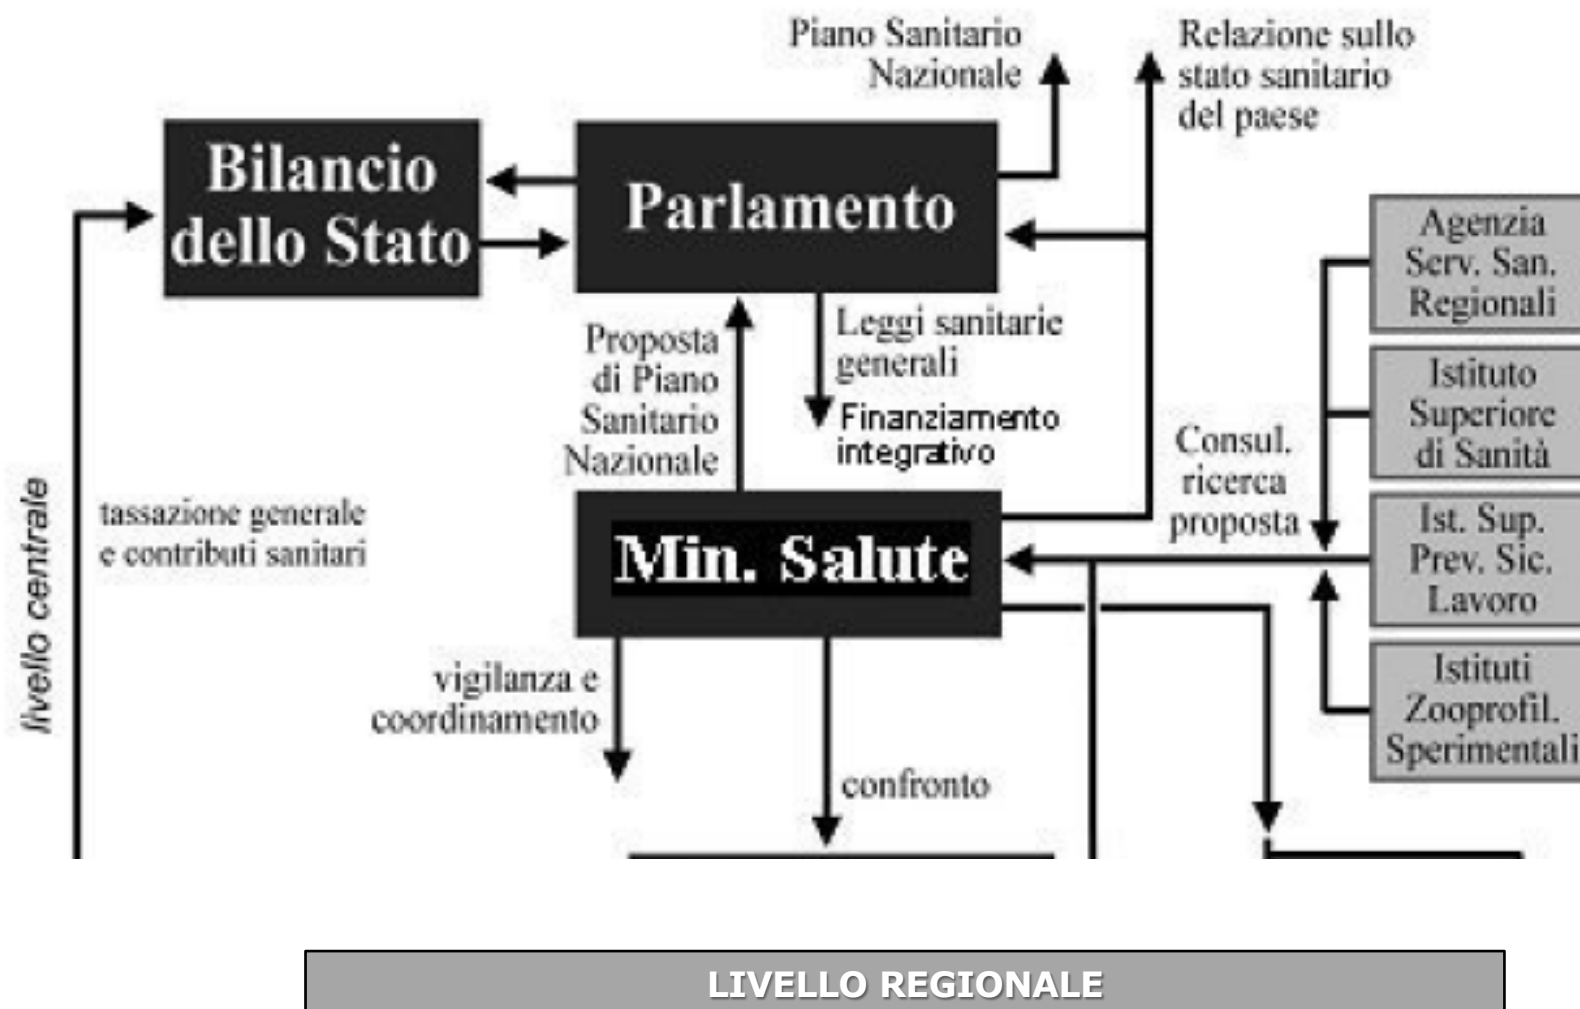 Piano Sanitario
Nazionale
Relazione sullo
stato sanitario
del paese
Bilancio
dello Stato
Parlamento
Agenzia
Serv. San.
Regionali
Proposta
di Piano
Sanitario
Nazionale
Leggi sanitarie
generali
Finanziamento
integrativo
Istituto
Superiore
di Sanità
Consul.
ricerca
proposta
livello centrale
tassazione generale
e contributi sanitari
Min. Salute
Ist. Sup.
Prev. Sic.
Lavoro
vigilanza e
coordinamento
Istituti
Zooprofil.
Sperimentali
confronto
LIVELLO REGIONALE